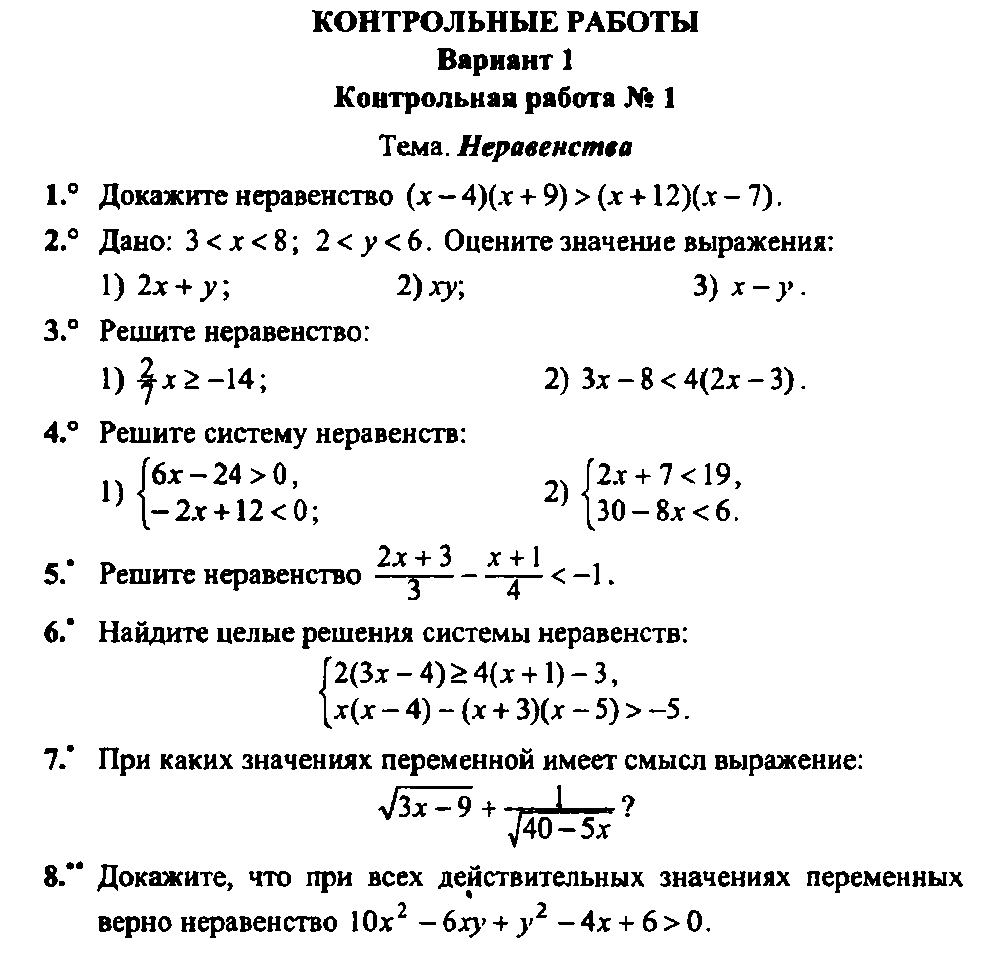 КОНТРОЛЬНЫЕ РАБОТЫ
Вариант 1
Контрольная работа № 1
Тема. Неравенства
1.° Докажите неравенство (x – 4)(x + 9) > (x + 12)(x – 7).
2.° Дано: 3 < x < 8; 2 < y < 6. Оцените значение выражения:
1) 2x + y; 2) xy; 3) x – y.
3.° Решите неравенство:
1) 2/7 x ≥ –14; 2) 3x – 8 < 4(2x – 3).
4.° Решите систему неравенств:
1) {6x – 24 > 0, –2x + 12 < 0; 2) {2x + 7 < 19, 30 – 8x < 6.
5.• Решите неравенство (2x + 3)/3 – (x + 1)/4 < –1.
6.• Найдите целые решения системы неравенств:
{2(3x – 4) ≥ 4(x + 1) – 3,
x(x – 4) – (x + 3)(x – 5) > –5.
7.• При каких значениях переменной имеет смысл выражение:
√(3x – 9) + 1/√(40 – 5x) ?
8.•• Докажите, что при всех действительных значениях переменных
верно неравенство 10x² – 6xy + y² – 4x + 6 > 0.